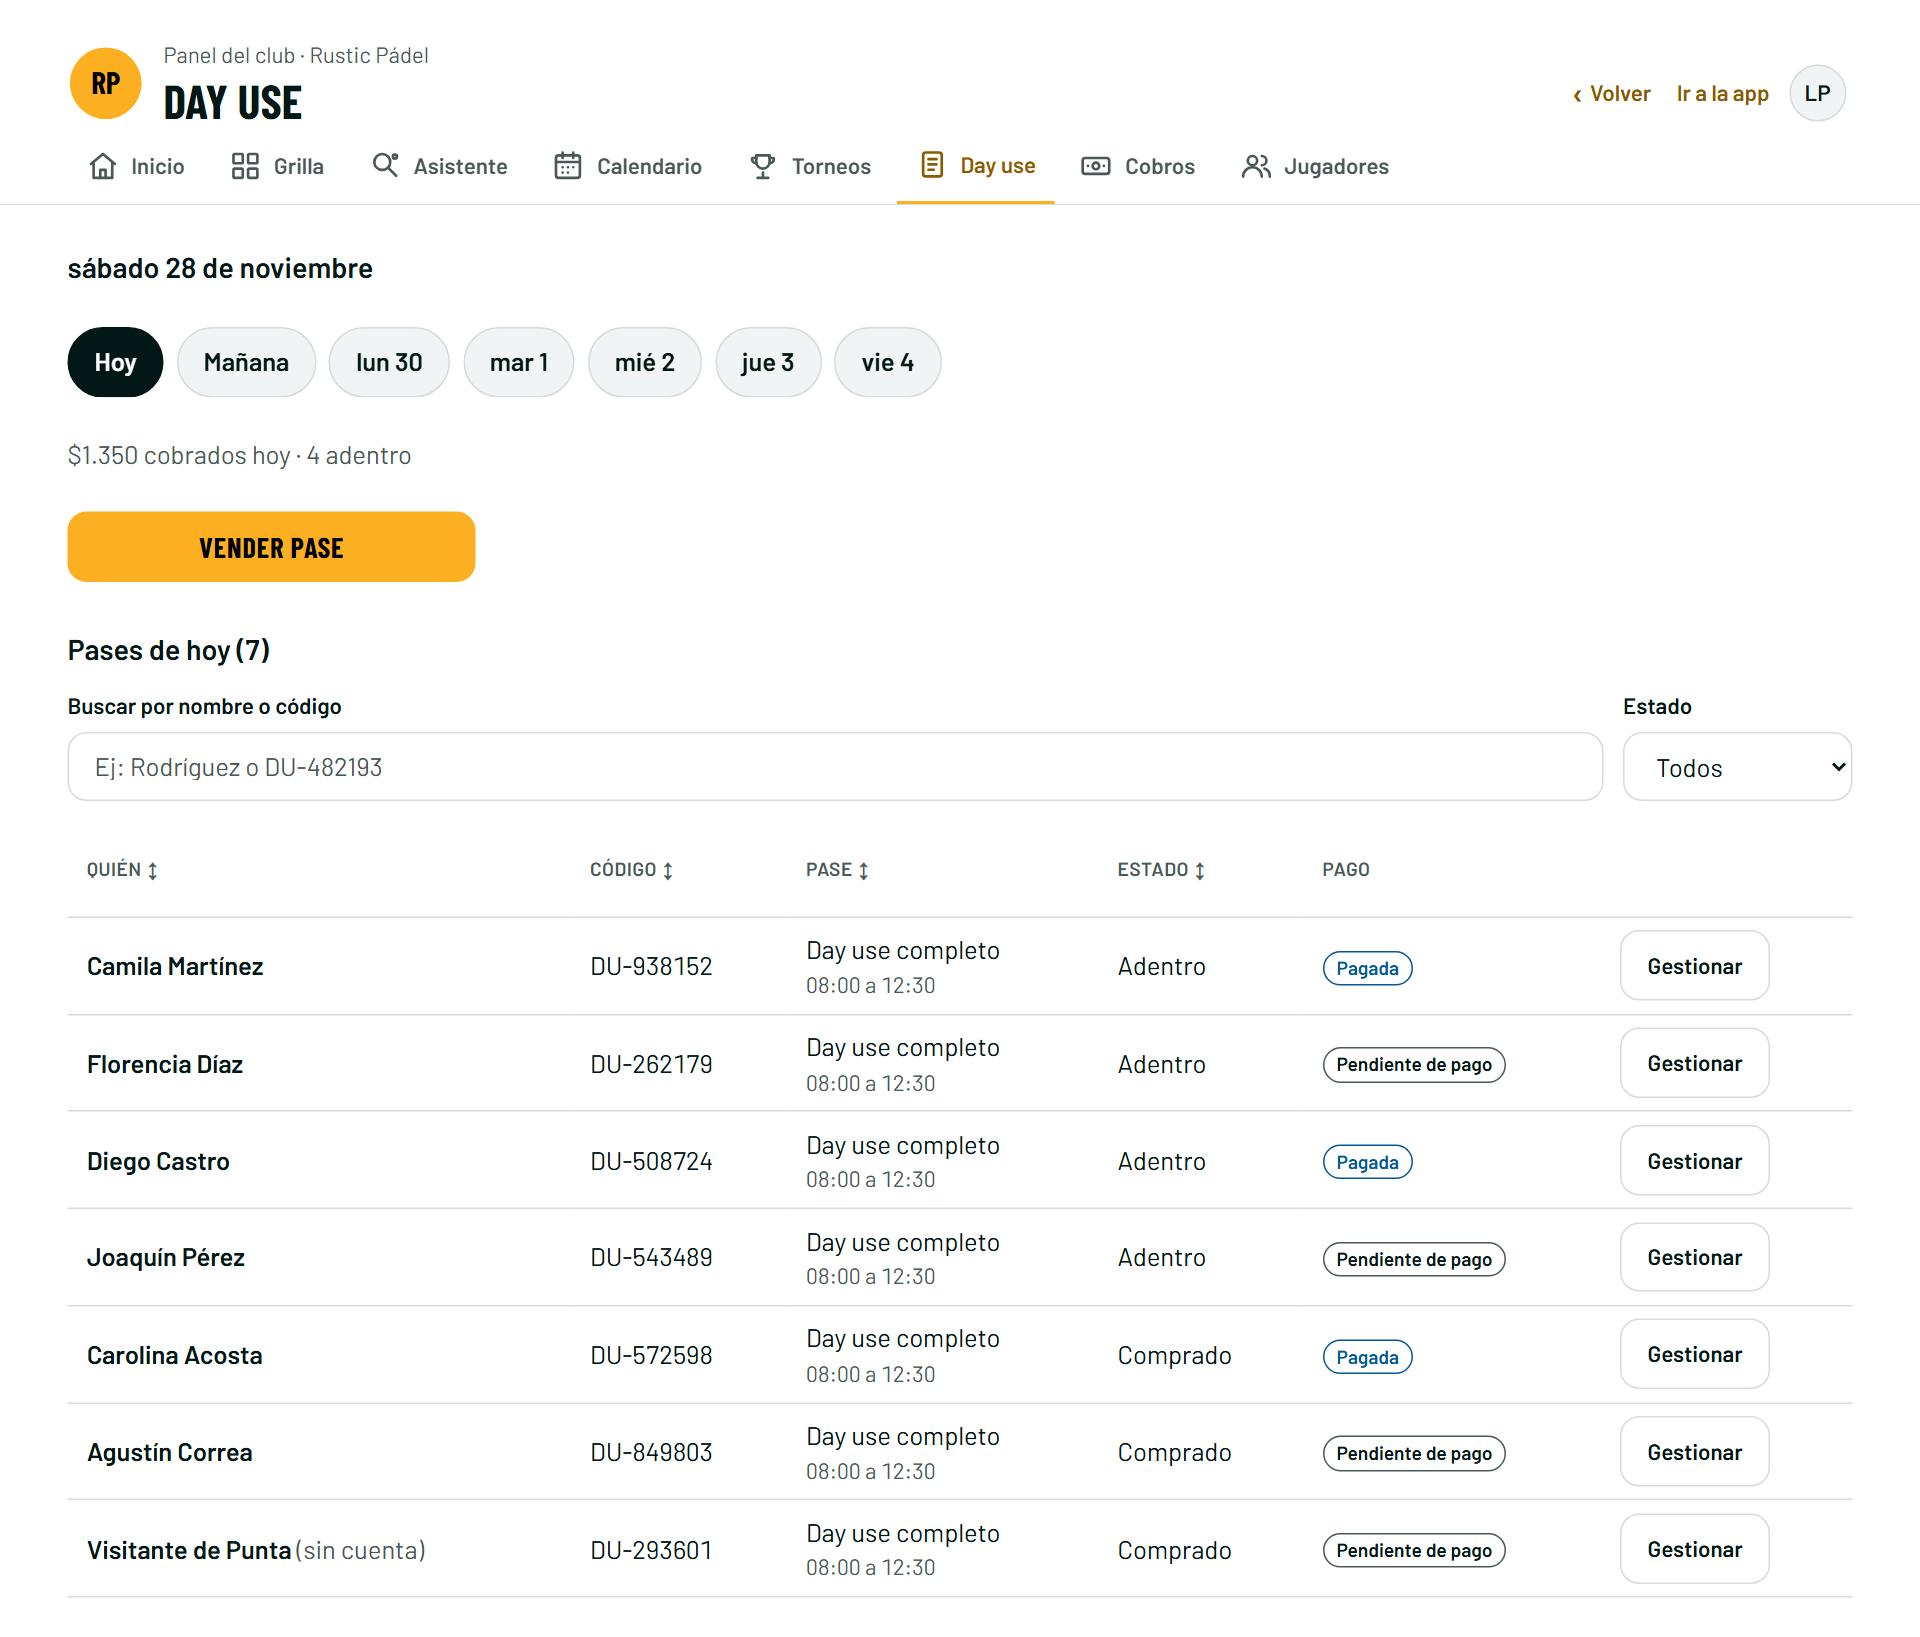 RP
Panel del club · Rustic Pádel
DAY USE
‹ Volver
Ir a la app
LP
Inicio
Grilla
Asistente
Calendario
Torneos
Day use
Cobros
Jugadores
sábado 28 de noviembre
Hoy
Mañana
lun 30
mar 1
mié 2
jue 3
vie 4
$1.350 cobrados hoy · 4 adentro
VENDER PASE
Pases de hoy (7)
Buscar por nombre o código
Estado
Ej: Rodríguez o DU-482193
Todos
QUIÉN ↕ CÓDIGO ↕ PASE ↕ ESTADO ↕ PAGO
Camila Martínez DU-938152 Day use completo Adentro Pagada Gestionar
08:00 a 12:30
Florencia Díaz DU-262179 Day use completo Adentro Pendiente de pago Gestionar
08:00 a 12:30
Diego Castro DU-508724 Day use completo Adentro Pagada Gestionar
08:00 a 12:30
Joaquín Pérez DU-543489 Day use completo Adentro Pendiente de pago Gestionar
08:00 a 12:30
Carolina Acosta DU-572598 Day use completo Comprado Pagada Gestionar
08:00 a 12:30
Agustín Correa DU-849803 Day use completo Comprado Pendiente de pago Gestionar
08:00 a 12:30
Visitante de Punta (sin cuenta) DU-293601 Day use completo Comprado Pendiente de pago Gestionar
08:00 a 12:30